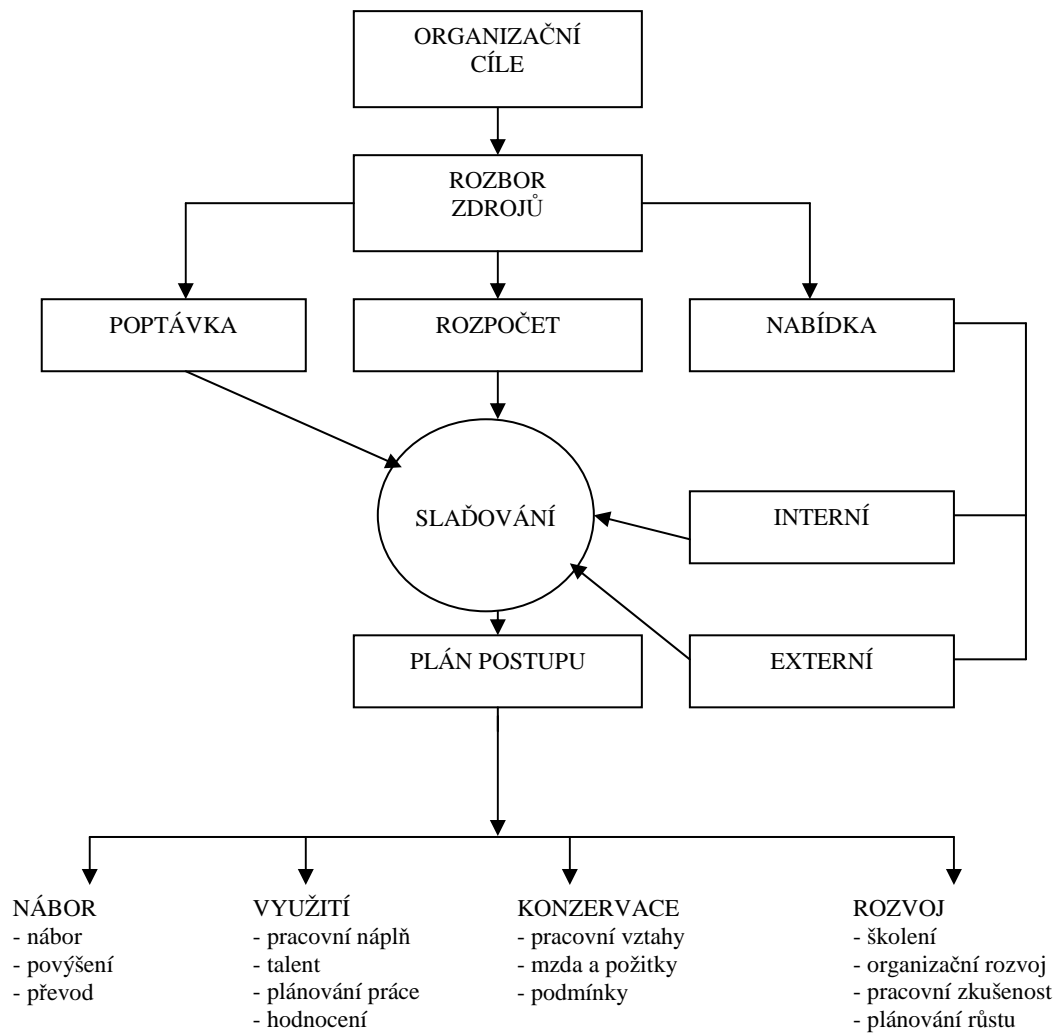 ORGANIZAČNÍ
CÍLE
ROZBOR
ZDROJŮ
POPTÁVKA
ROZPOČET
NABÍDKA
SLAĎOVÁNÍ
INTERNÍ
PLÁN POSTUPU
EXTERNÍ
NÁBOR
- nábor
- povýšení
- převod
VYUŽITÍ
- pracovní náplň
- talent
- plánování práce
- hodnocení
KONZERVACE
- pracovní vztahy
- mzda a požitky
- podmínky
ROZVOJ
- školení
- organizační rozvoj
- pracovní zkušenost
- plánování růstu